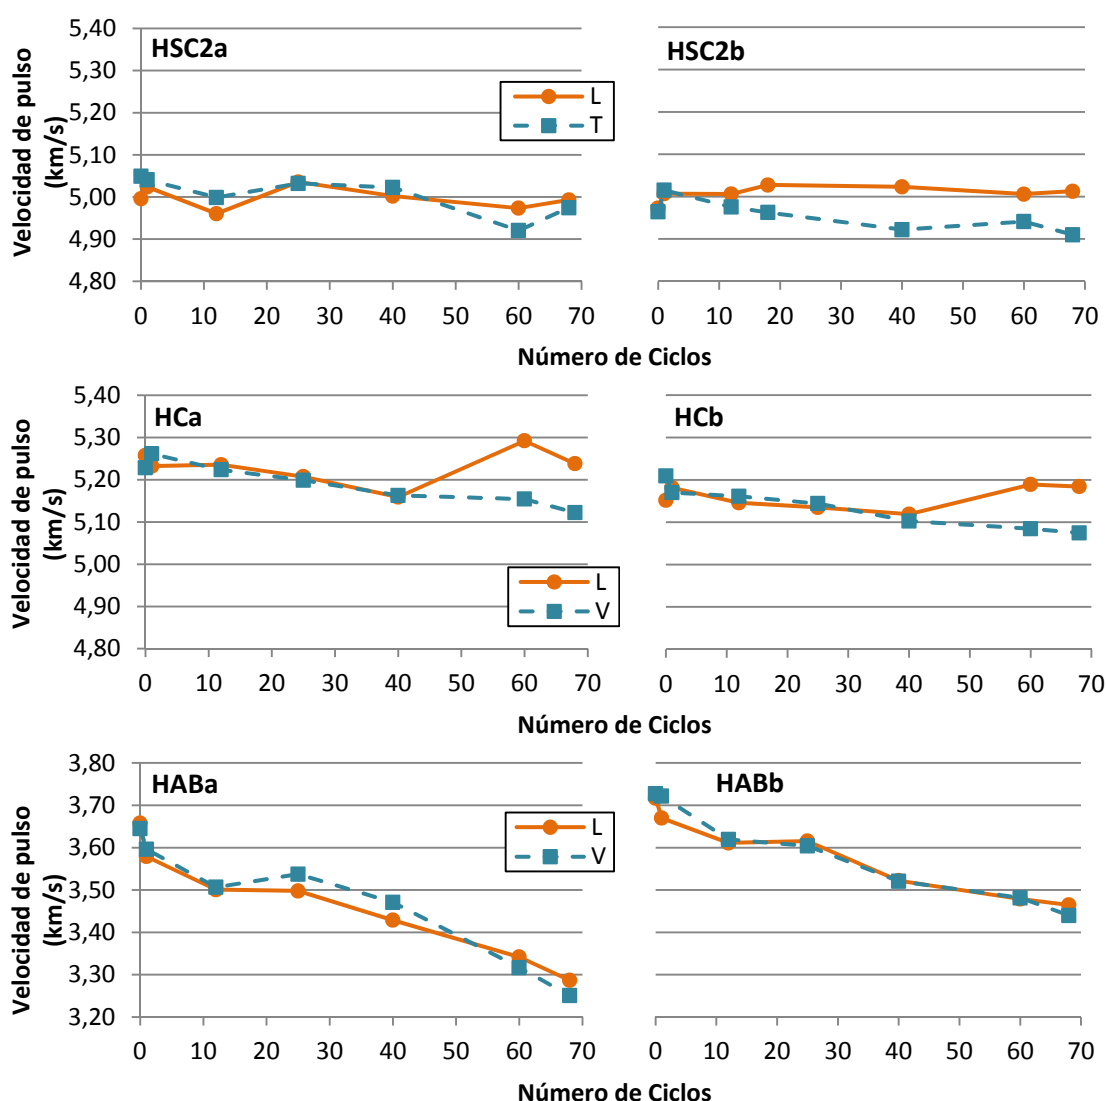 HSC2a
HSC2b
Velocidad de pulso
(km/s)
5,40
5,30
5,20
5,10
5,00
4,90
4,80
L
T
0 10 20 30 40 50 60 70
0 10 20 30 40 50 60 70
Número de Ciclos
HCa
HCb
Velocidad de pulso
(km/s)
5,40
5,30
5,20
5,10
5,00
4,90
4,80
L
V
0 10 20 30 40 50 60 70
0 10 20 30 40 50 60 70
Número de Ciclos
HABa
HABb
Velocidad de pulso
(km/s)
3,80
3,70
3,60
3,50
3,40
3,30
3,20
L
V
0 10 20 30 40 50 60 70
0 10 20 30 40 50 60 70
Número de Ciclos